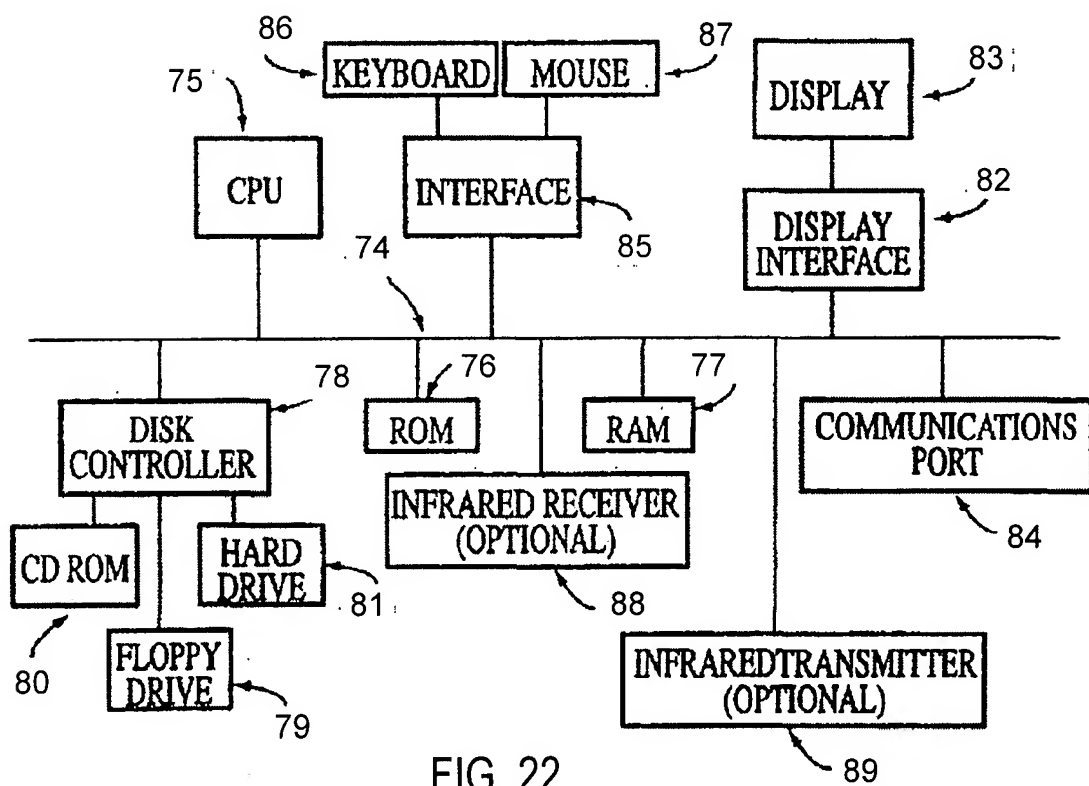 86
KEYBOARD
MOUSE
87
75
DISPLAY
83
CPU
INTERFACE
85
DISPLAY
INTERFACE
82
74
78
DISK
CONTROLLER
76
ROM
77
RAM
COMMUNICATIONS
PORT
84
INFRARED RECEIVER
(OPTIONAL)
88
CD ROM
80
HARD
DRIVE
81
FLOPPY
DRIVE
79
INFRAREDTRANSMITTER
(OPTIONAL)
89
FIG. 22